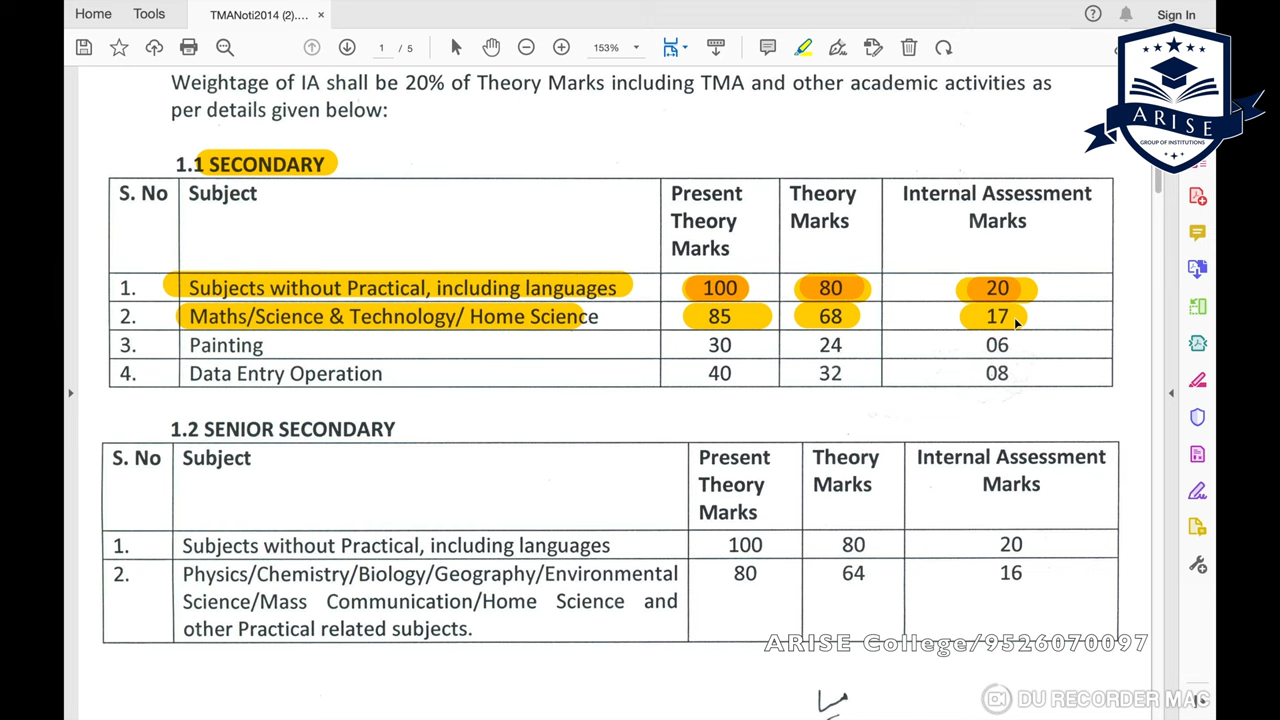 Home Tools TMANoti2014 (2).... × Sign In
1 / 5 153%
ARISE
GROUP OF INSTITUTIONS
Weightage of IA shall be 20% of Theory Marks including TMA and other academic activities as
per details given below:
1.1 SECONDARY
S. No Subject Present Theory Marks Theory Marks Internal Assessment Marks
1. Subjects without Practical, including languages 100 80 20
2. Maths/Science & Technology/ Home Science 85 68 17
3. Painting 30 24 06
4. Data Entry Operation 40 32 08
1.2 SENIOR SECONDARY
S. No Subject Present Theory Marks Theory Marks Internal Assessment Marks
1. Subjects without Practical, including languages 100 80 20
2. Physics/Chemistry/Biology/Geography/Environmental 80 64 16
Science/Mass Communication/Home Science and
other Practical related subjects.
ARISE College/9526070097
DU RECORDER MAC